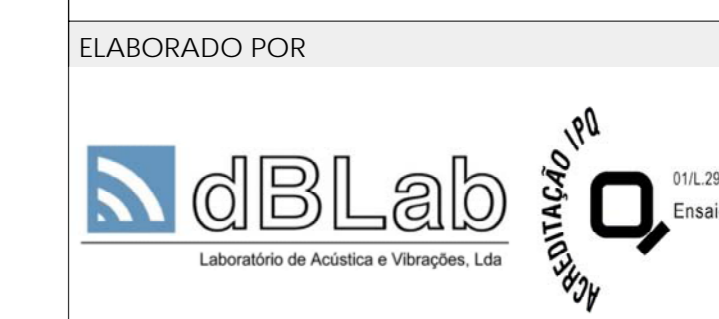 ELABORADO POR
dBLab
Laboratório de Acústica e Vibrações, Lda
ACREDITAÇÃO IPQ
01/L.29
Ensai